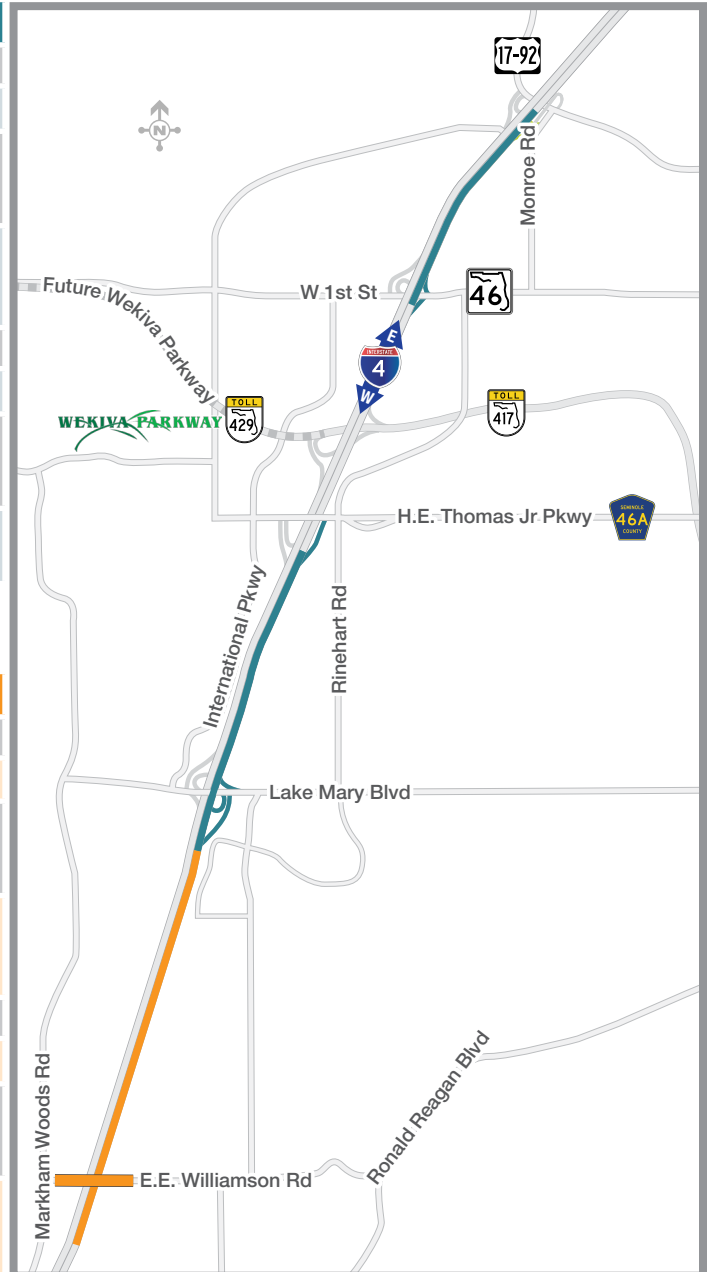 17-92
N
Monroe Rd
Future Wekiva Parkway
W 1st St
46
E
INTERSTATE
4
W
WEKIVA PARKWAY
TOLL
429
TOLL
417
H.E. Thomas Jr Pkwy
SEMINOLE
46A
COUNTY
International Pkwy
Rinehart Rd
Lake Mary Blvd
Markham Woods Rd
Ronald Reagan Blvd
E.E. Williamson Rd